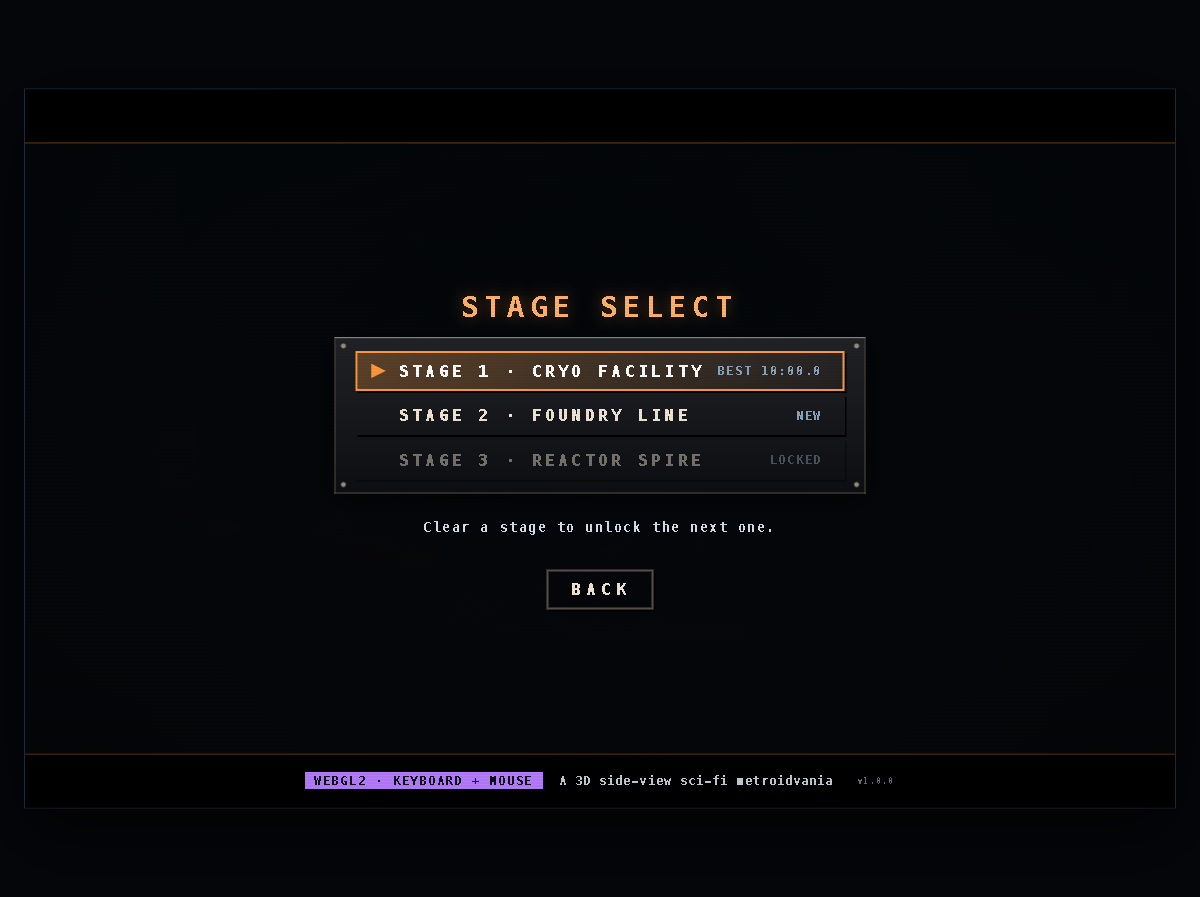 STAGE SELECT
▶ STAGE 1 · CRYO FACILITY BEST 10:00.0
STAGE 2 · FOUNDRY LINE NEW
STAGE 3 · REACTOR SPIRE LOCKED
Clear a stage to unlock the next one.
BACK
WEBGL2 · KEYBOARD + MOUSE A 3D side-view sci-fi metroidvania v1.0.0